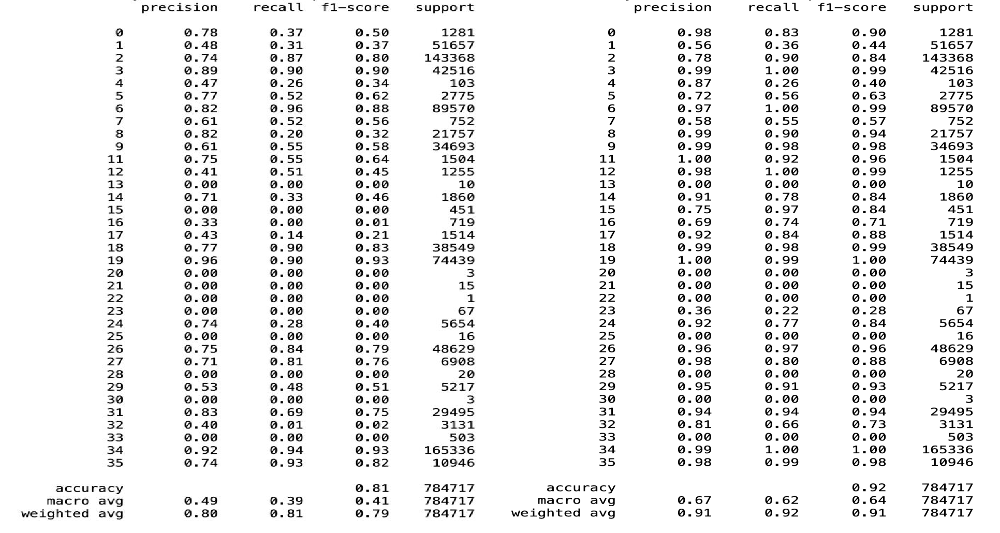 precision recall f1-score support precision recall f1-score support
0 0.78 0.37 0.50 1281 0 0.98 0.83 0.90 1281
1 0.48 0.31 0.37 51657 1 0.56 0.36 0.44 51657
2 0.74 0.87 0.80 143368 2 0.78 0.90 0.84 143368
3 0.89 0.90 0.90 42516 3 0.99 1.00 0.99 42516
4 0.47 0.26 0.34 103 4 0.87 0.26 0.40 103
5 0.77 0.52 0.62 2775 5 0.72 0.56 0.63 2775
6 0.82 0.96 0.88 89570 6 0.97 1.00 0.99 89570
7 0.61 0.52 0.56 752 7 0.58 0.55 0.57 752
8 0.82 0.20 0.32 21757 8 0.99 0.90 0.94 21757
9 0.61 0.55 0.58 34693 9 0.99 0.98 0.98 34693
11 0.75 0.55 0.64 1504 11 1.00 0.92 0.96 1504
12 0.41 0.51 0.45 1255 12 0.98 1.00 0.99 1255
13 0.00 0.00 0.00 10 13 0.00 0.00 0.00 10
14 0.71 0.33 0.46 1860 14 0.91 0.78 0.84 1860
15 0.00 0.00 0.00 451 15 0.75 0.97 0.84 451
16 0.33 0.00 0.01 719 16 0.69 0.74 0.71 719
17 0.43 0.14 0.21 1514 17 0.92 0.84 0.88 1514
18 0.77 0.90 0.83 38549 18 0.99 0.98 0.99 38549
19 0.96 0.90 0.93 74439 19 1.00 0.99 1.00 74439
20 0.00 0.00 0.00 3 20 0.00 0.00 0.00 3
21 0.00 0.00 0.00 15 21 0.00 0.00 0.00 15
22 0.00 0.00 0.00 1 22 0.00 0.00 0.00 1
23 0.00 0.00 0.00 67 23 0.36 0.22 0.28 67
24 0.74 0.28 0.40 5654 24 0.92 0.77 0.84 5654
25 0.00 0.00 0.00 16 25 0.00 0.00 0.00 16
26 0.75 0.84 0.79 48629 26 0.96 0.97 0.96 48629
27 0.71 0.81 0.76 6908 27 0.98 0.80 0.88 6908
28 0.00 0.00 0.00 20 28 0.00 0.00 0.00 20
29 0.53 0.48 0.51 5217 29 0.95 0.91 0.93 5217
30 0.00 0.00 0.00 3 30 0.00 0.00 0.00 3
31 0.83 0.69 0.75 29495 31 0.94 0.94 0.94 29495
32 0.40 0.01 0.02 3131 32 0.81 0.66 0.73 3131
33 0.00 0.00 0.00 503 33 0.00 0.00 0.00 503
34 0.92 0.94 0.93 165336 34 0.99 1.00 1.00 165336
35 0.74 0.93 0.82 10946 35 0.98 0.99 0.98 10946
accuracy 0.81 784717 accuracy 0.92 784717
macro avg 0.49 0.39 0.41 784717 macro avg 0.67 0.62 0.64 784717
weighted avg 0.80 0.81 0.79 784717 weighted avg 0.91 0.92 0.91 784717